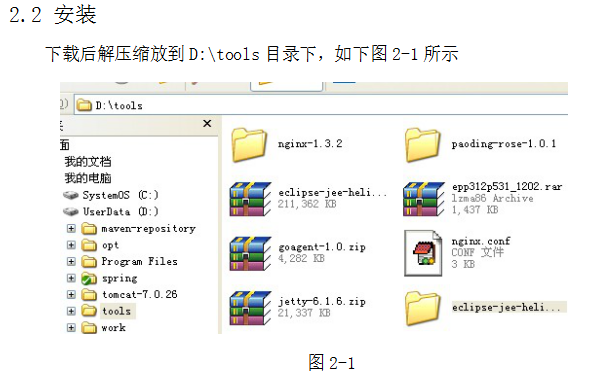 2.2 安装
下载后解压缩放到 D:\tools 目录下，如下图 2-1 所示
D:\tools
我的文档
我的电脑
SystemOS (C:)
UserData (D:)
maven-repository
opt
Program Files
spring
tomcat-7.0.26
tools
work
nginx-1.3.2
paoding-rose-1.0.1
eclipse-jee-heli...
211,362 KB
epp312p531_1202.rar
lzma86 Archive
1,437 KB
goagent-1.0.zip
4,282 KB
nginx.conf
CONF 文件
3 KB
jetty-6.1.6.zip
21,337 KB
eclipse-jee-heli...
图 2-1